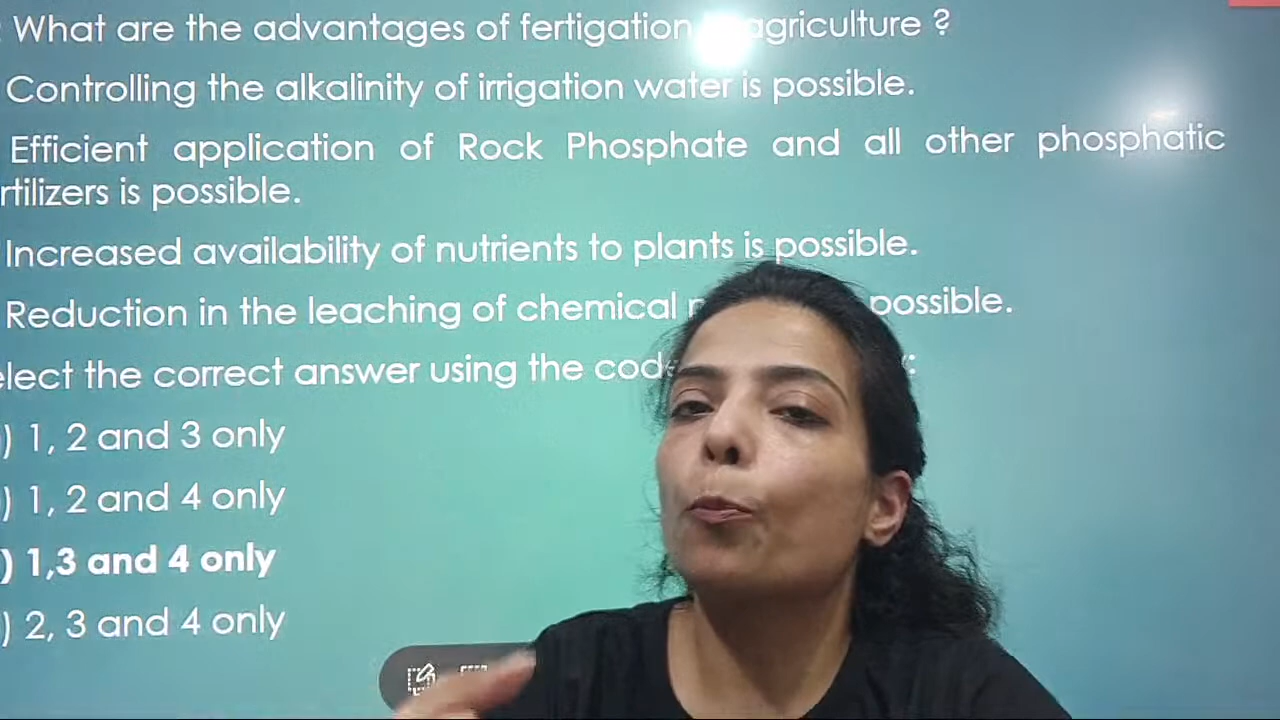 What are the advantages of fertigation agriculture ?
Controlling the alkalinity of irrigation water is possible.
Efficient application of Rock Phosphate and all other phosphatic
rtilizers is possible.
Increased availability of nutrients to plants is possible.
Reduction in the leaching of chemical possible.
elect the correct answer using the cod
) 1, 2 and 3 only
) 1, 2 and 4 only
) 1,3 and 4 only
) 2, 3 and 4 only